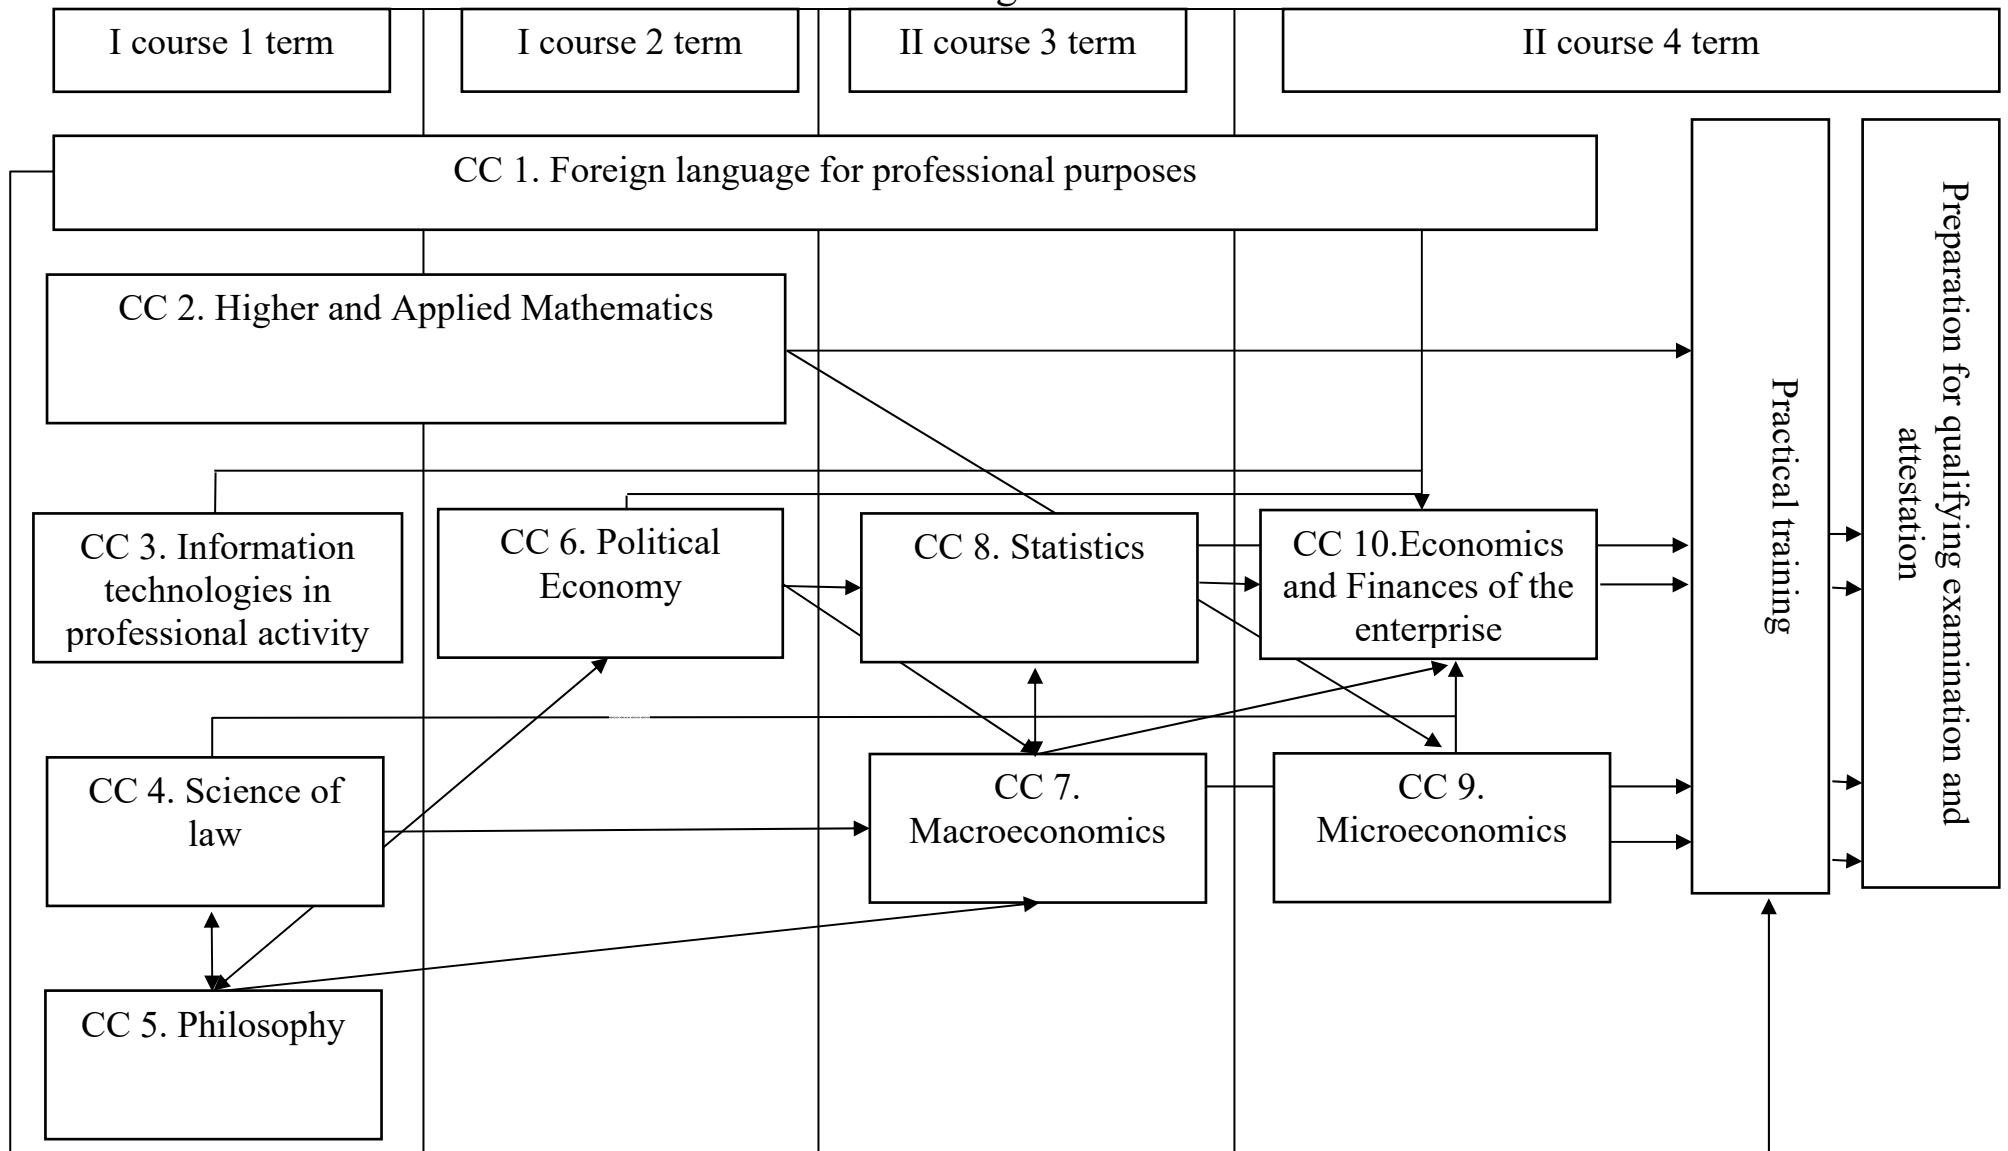 I course 1 term
I course 2 term
II course 3 term
II course 4 term
CC 1. Foreign language for professional purposes
CC 2. Higher and Applied Mathematics
CC 3. Information
technologies in
professional activity
CC 6. Political
Economy
CC 8. Statistics
CC 10.Economics
and Finances of the
enterprise
CC 4. Science of
law
CC 7.
Macroeconomics
CC 9.
Microeconomics
CC 5. Philosophy
Practical training
Preparation for qualifying examination and
attestation